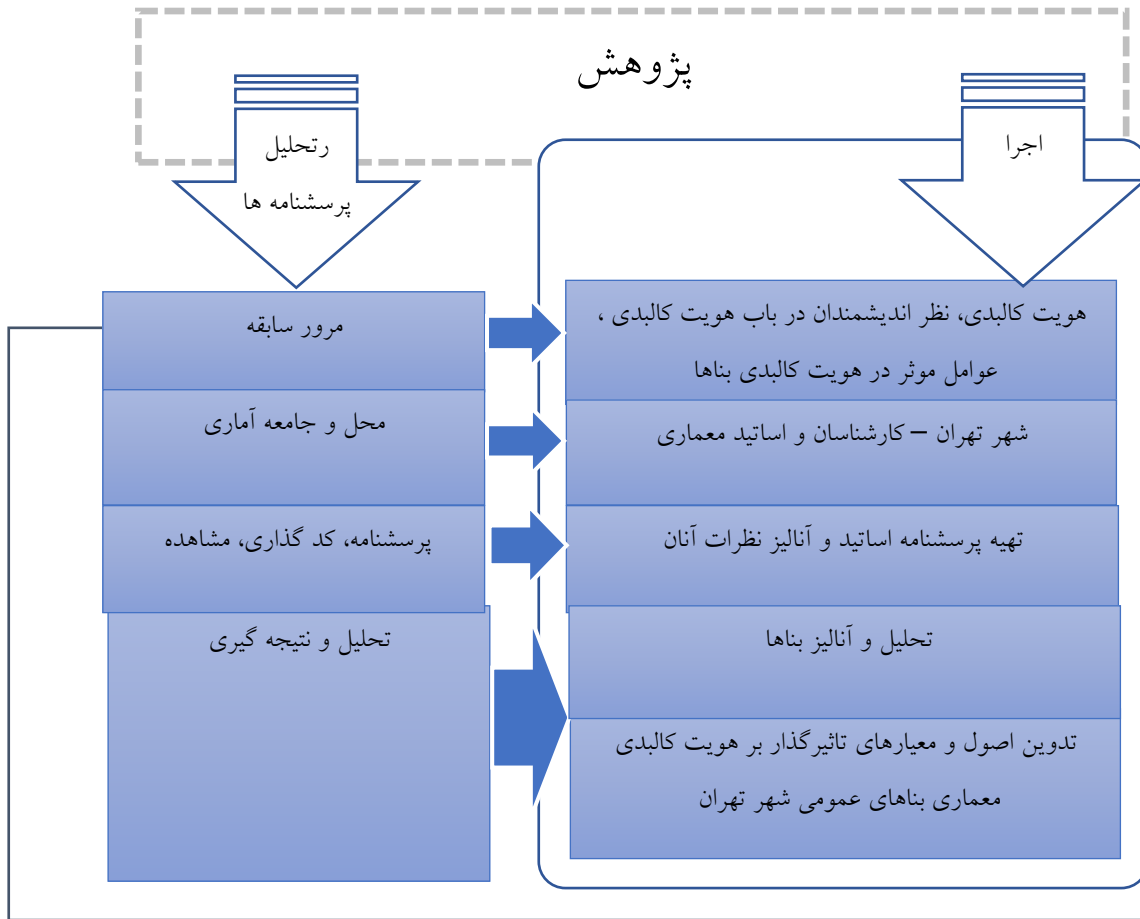 پژوهش
اجرا
رتحلیل
پرسشنامه ها
هویت کالبدی، نظر اندیشمندان در باب هویت کالبدی ،
عوامل موثر در هویت کالبدی بناها
مرور سابقه
شهر تهران – کارشناسان و اساتید معماری
محل و جامعه آماری
تهیه پرسشنامه اساتید و آنالیز نظرات آنان
پرسشنامه، کد گذاری، مشاهده
تحلیل و آنالیز بناها
تحلیل و نتیجه گیری
تدوین اصول و معیارهای تاثیرگذار بر هویت کالبدی
معماری بناهای عمومی شهر تهران